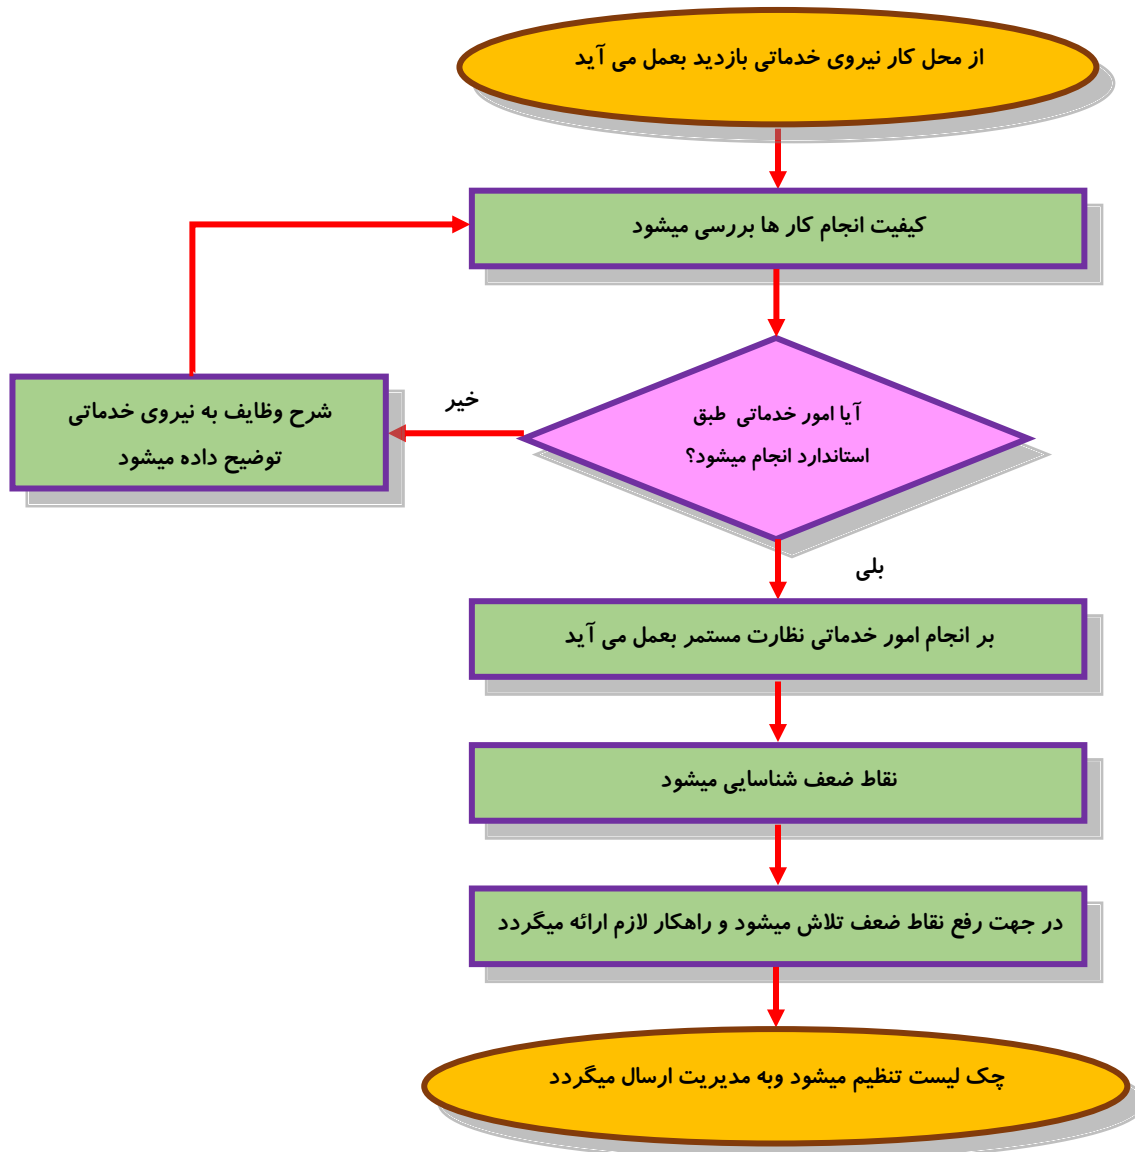 از محل کار نیروی خدماتی بازدید بعمل می آید
کیفیت انجام کار ها بررسی میشود
آیا امور خدماتی طبق
استاندارد انجام میشود؟
خیر
شرح وظایف به نیروی خدماتی
توضیح داده میشود
بلی
بر انجام امور خدماتی نظارت مستمر بعمل می آید
نقاط ضعف شناسایی میشود
در جهت رفع نقاط ضعف تلاش میشود و راهکار لازم ارائه میگردد
چک لیست تنظیم میشود وبه مدیریت ارسال میگردد